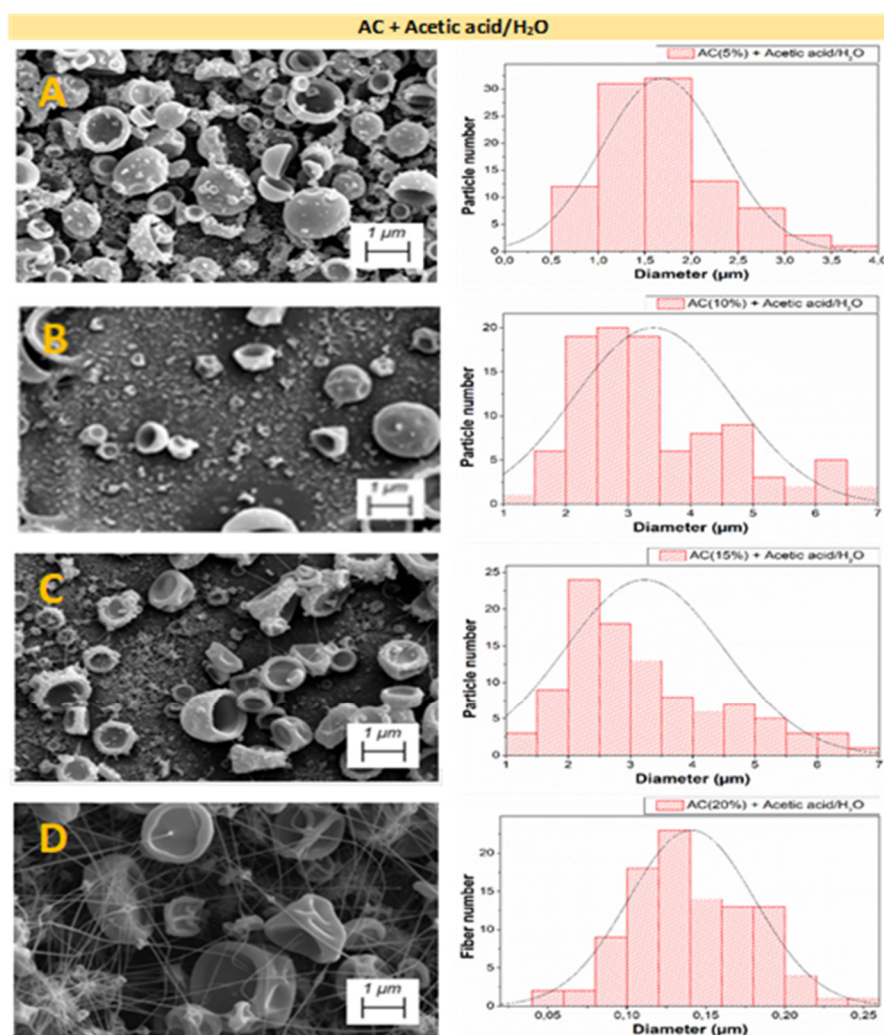 AC + Acetic acid/H₂O
A
1 µm
AC(5%) + Acetic acid/H₂O
Particle number
30
25
20
15
10
5
0
0,0 0,5 1,0 1,5 2,0 2,5 3,0 3,5 4,0
Diameter (µm)
B
1 µm
AC(10%) + Acetic acid/H₂O
Particle number
20
15
10
5
0
1 2 3 4 5 6 7
Diameter (µm)
C
1 µm
AC(15%) + Acetic acid/H₂O
Particle number
25
20
15
10
5
0
1 2 3 4 5 6 7
Diameter (µm)
D
1 µm
AC(20%) + Acetic acid/H₂O
Fiber number
20
15
10
5
0
0,05 0,10 0,15 0,20 0,25
Diameter (µm)